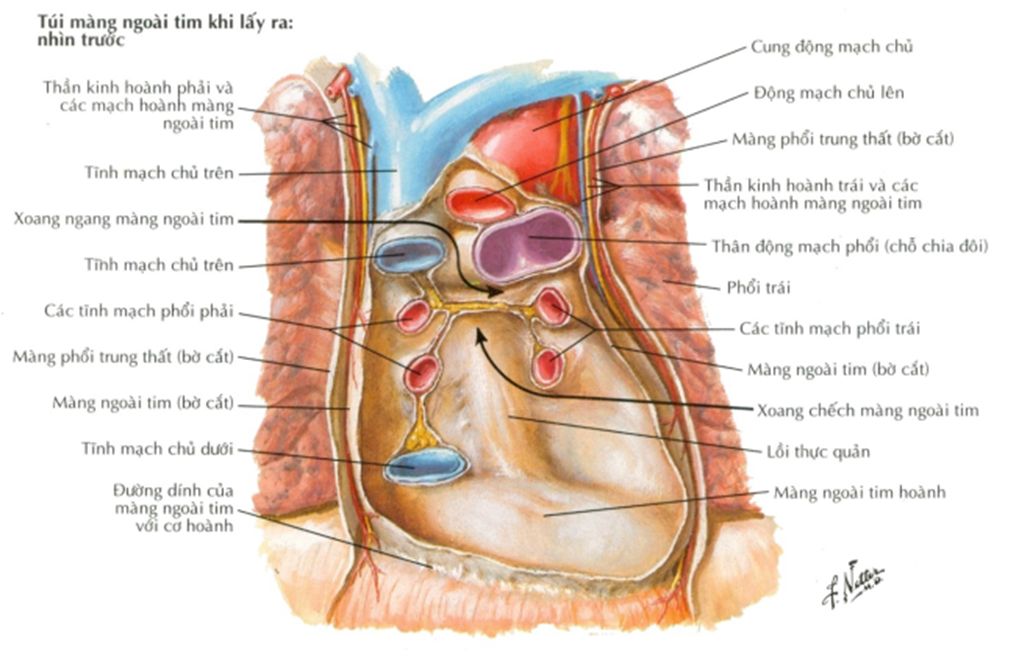 Túi màng ngoài tim khi lấy ra:
nhìn trước
Thần kinh hoành phải và
các mạch hoành màng
ngoài tim
Tĩnh mạch chủ trên
Xoang ngang màng ngoài tim
Tĩnh mạch chủ trên
Các tĩnh mạch phổi phải
Màng phổi trung thất (bờ cắt)
Màng ngoài tim (bờ cắt)
Tĩnh mạch chủ dưới
Đường dính của
màng ngoài tim
với cơ hoành
Cung động mạch chủ
Động mạch chủ lên
Màng phổi trung thất (bờ cắt)
Thần kinh hoành trái và các
mạch hoành màng ngoài tim
Thân động mạch phổi (chỗ chia đôi)
Phổi trái
Các tĩnh mạch phổi trái
Màng ngoài tim (bờ cắt)
Xoang chếch màng ngoài tim
Lồi thực quản
Màng ngoài tim hoành
F. Netter
M.D.